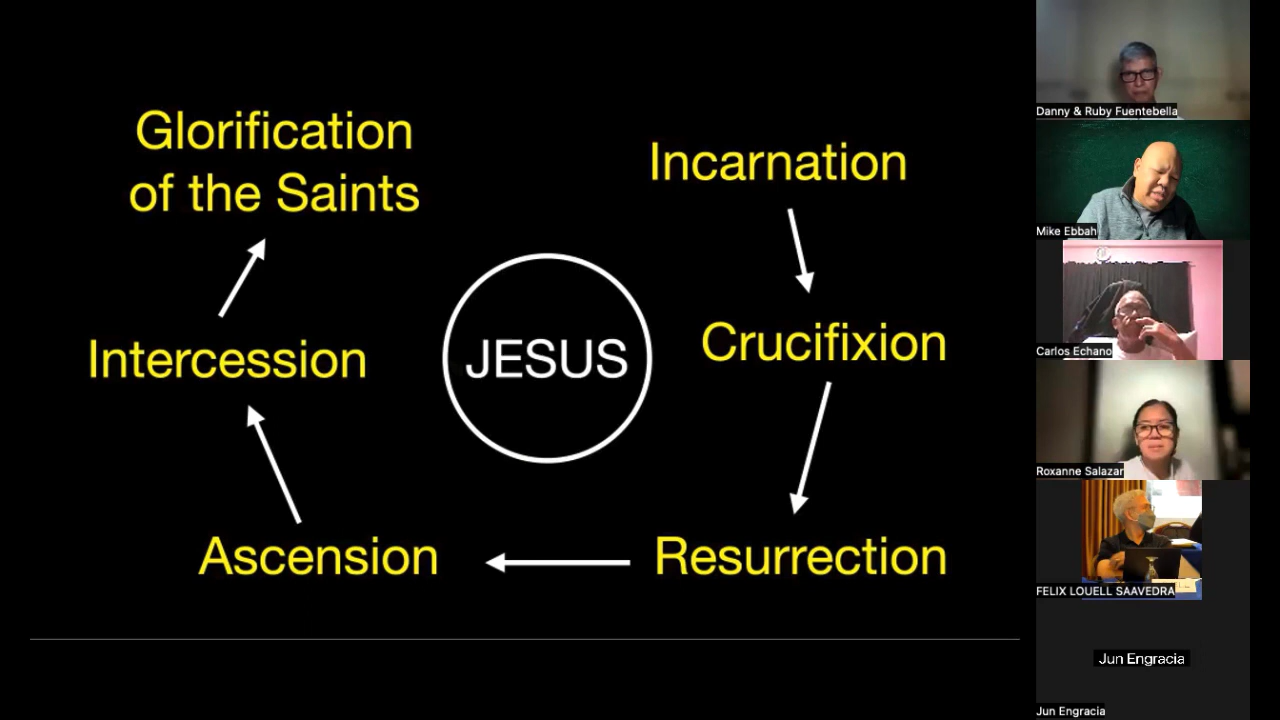 Glorification
of the Saints
Incarnation
Crucifixion
JESUS
Intercession
Ascension
Resurrection
Danny & Ruby Fuentebella
Mike Ebbah
Carlos Echano
Roxanne Salazar
FELIX LOUELL SAAVEDRA
Jun Engracia
Jun Engracia